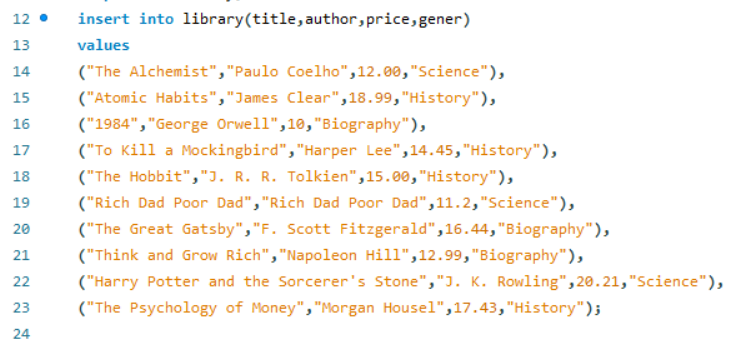 12 insert into library(title,author,price,gener)
13 values
14 ("The Alchemist","Paulo Coelho",12.00,"Science"),
15 ("Atomic Habits","James Clear",18.99,"History"),
16 ("1984","George Orwell",10,"Biography"),
17 ("To Kill a Mockingbird","Harper Lee",14.45,"History"),
18 ("The Hobbit","J. R. R. Tolkien",15.00,"History"),
19 ("Rich Dad Poor Dad","Rich Dad Poor Dad",11.2,"Science"),
20 ("The Great Gatsby","F. Scott Fitzgerald",16.44,"Biography"),
21 ("Think and Grow Rich","Napoleon Hill",12.99,"Biography"),
22 ("Harry Potter and the Sorcerer's Stone","J. K. Rowling",20.21,"Science"),
23 ("The Psychology of Money","Morgan Housel",17.43,"History");
24